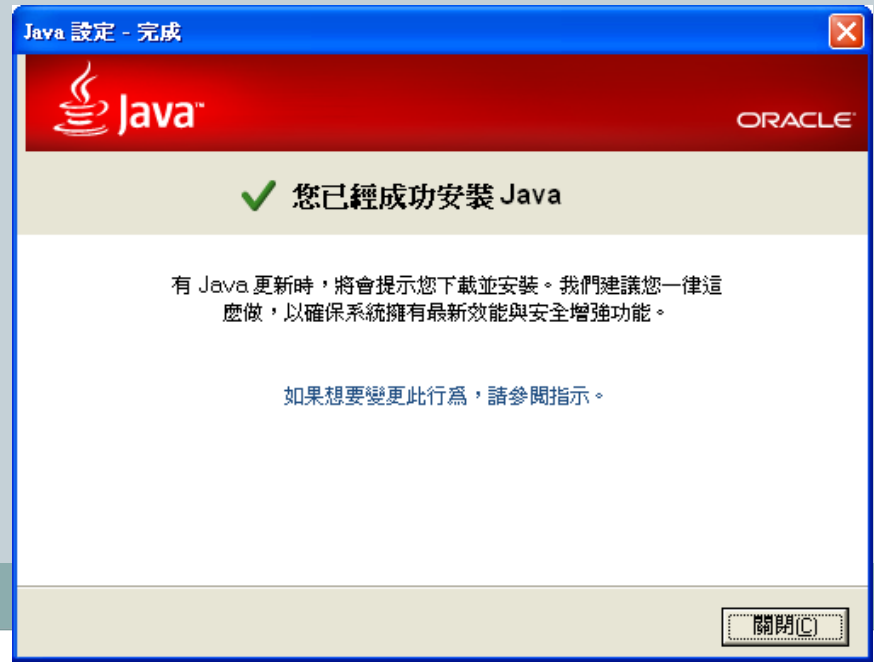 Java 設定 - 完成
Java™
ORACLE
您已經成功安裝 Java
有 Java 更新時，將會提示您下載並安裝。我們建議您一律這
麼做，以確保系統擁有最新效能與安全增強功能。
如果想要變更此行為，請參閱指示。
關閉(C)